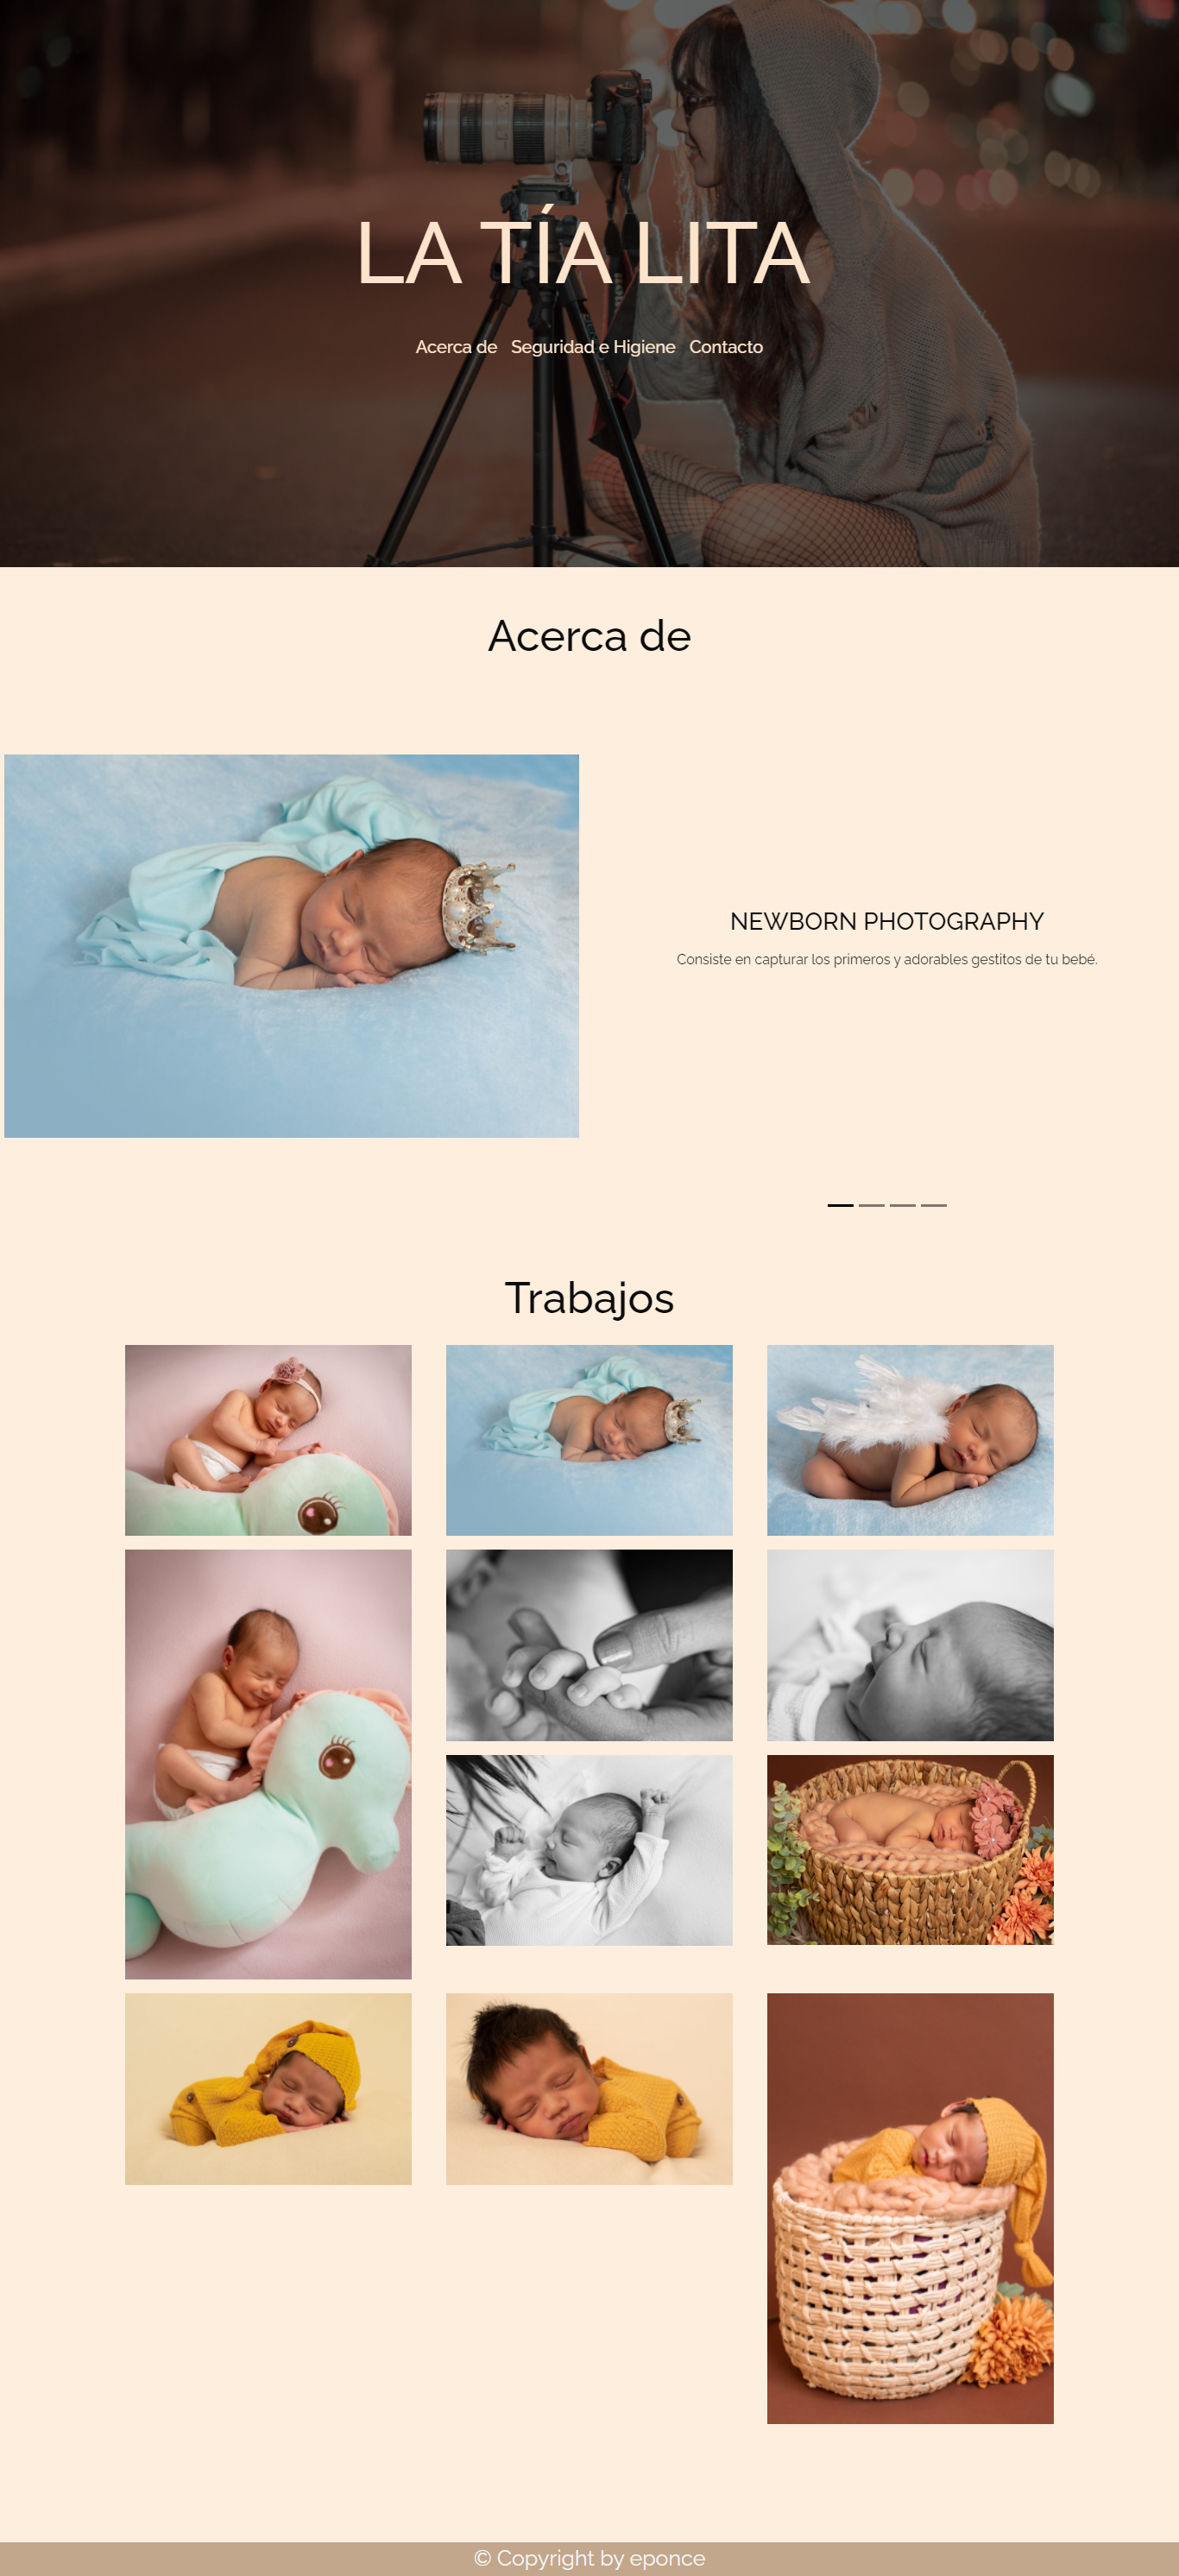 LA TÍA LITA
Acerca de Seguridad e Higiene Contacto
Acerca de
NEWBORN PHOTOGRAPHY
Consiste en capturar los primeros y adorables gestitos de tu bebé.
Trabajos
© Copyright by eponce